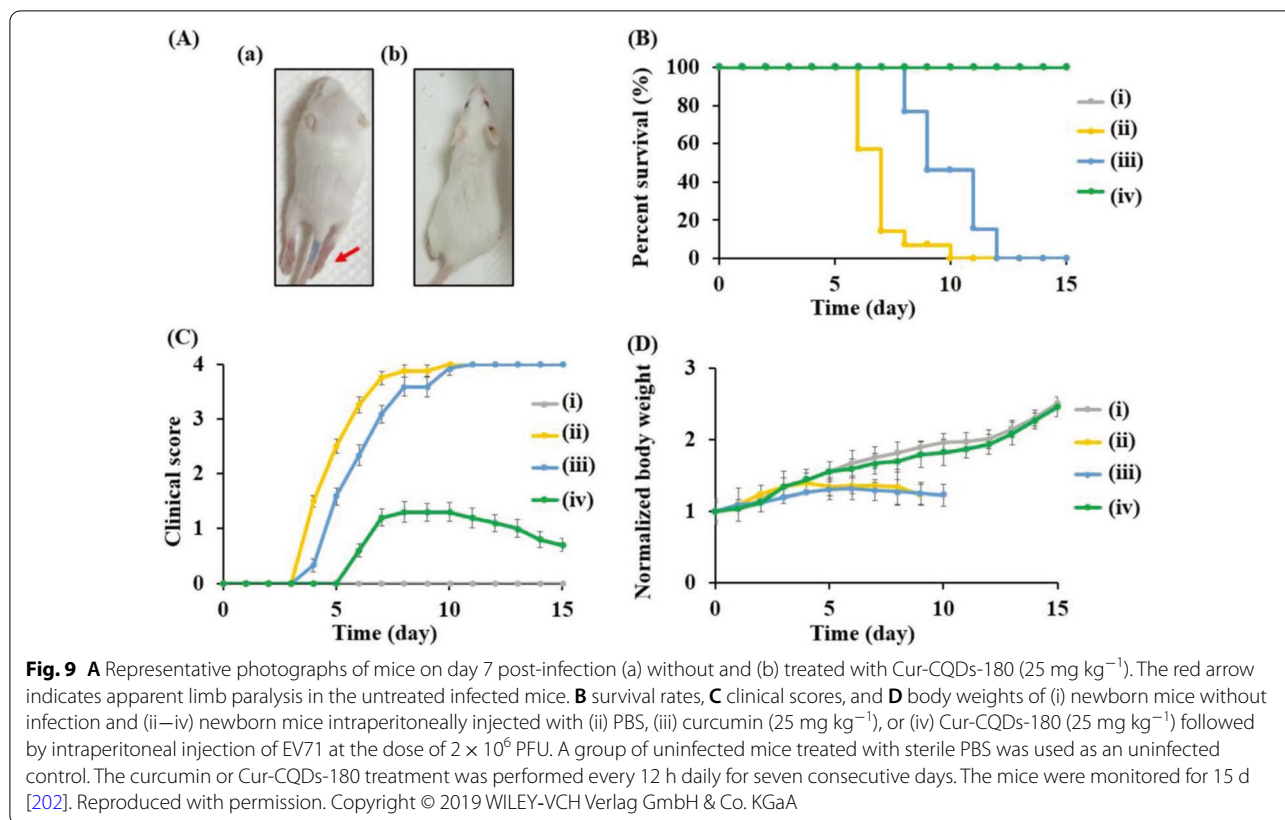 (A)
(a)
(b)
(B)
Percent survival (%)
100
80
60
40
20
0
0
5
10
15
Time (day)
(i)
(ii)
(iii)
(iv)
(C)
Clinical score
4
3
2
1
0
0
5
10
15
Time (day)
(i)
(ii)
(iii)
(iv)
(D)
Normalized body weight
3
2
1
0
0
5
10
15
Time (day)
(i)
(ii)
(iii)
(iv)
Fig. 9 A Representative photographs of mice on day 7 post-infection (a) without and (b) treated with Cur-CQDs-180 (25 mg kg⁻¹). The red arrow
indicates apparent limb paralysis in the untreated infected mice. B survival rates, C clinical scores, and D body weights of (i) newborn mice without
infection and (ii—iv) newborn mice intraperitoneally injected with (ii) PBS, (iii) curcumin (25 mg kg⁻¹), or (iv) Cur-CQDs-180 (25 mg kg⁻¹) followed
by intraperitoneal injection of EV71 at the dose of 2 × 10⁶ PFU. A group of uninfected mice treated with sterile PBS was used as an uninfected
control. The curcumin or Cur-CQDs-180 treatment was performed every 12 h daily for seven consecutive days. The mice were monitored for 15 d
[202]. Reproduced with permission. Copyright © 2019 WILEY-VCH Verlag GmbH & Co. KGaA